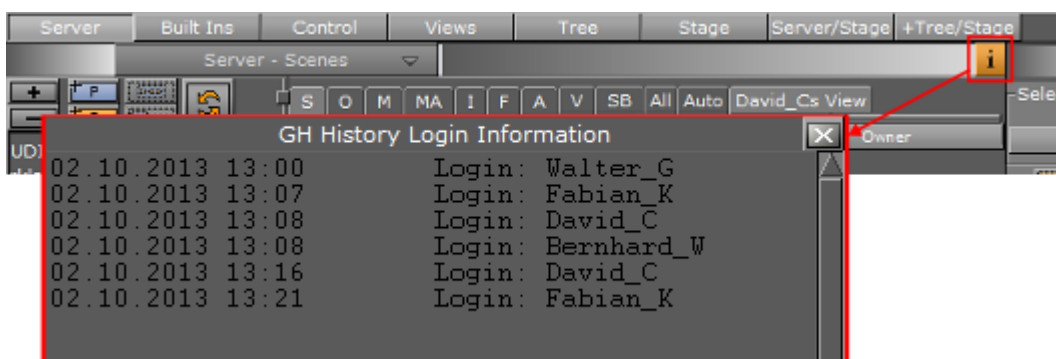 Server Built Ins Control Views Tree Stage Server/Stage +Tree/Stage
Server - Scenes i
P S O M MA I F A V SB All Auto David_Cs View Sele
Owner
UDI
GH History Login Information
02.10.2013 13:00 Login: Walter_G
02.10.2013 13:07 Login: Fabian_K
02.10.2013 13:08 Login: David_C
02.10.2013 13:08 Login: Bernhard_W
02.10.2013 13:16 Login: David_C
02.10.2013 13:21 Login: Fabian_K